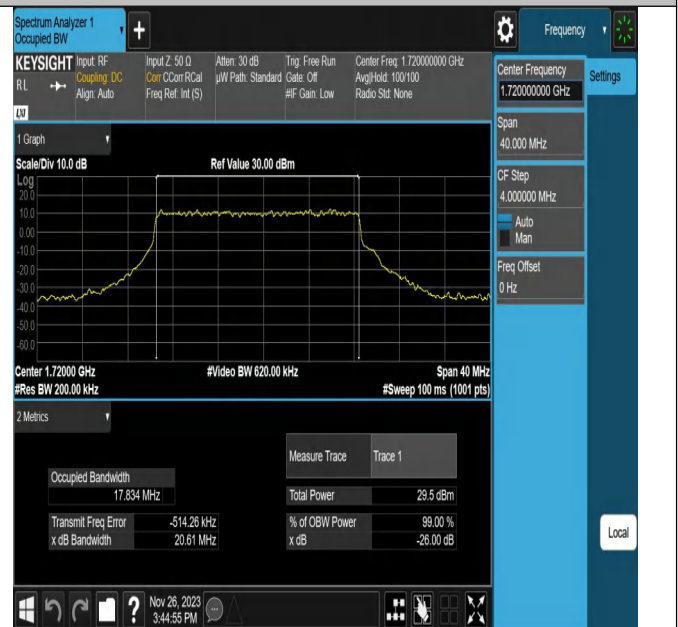 Spectrum Analyzer 1
Occupied BW
+
Frequency
KEYSIGHT
RL
LXI
Input: RF
Coupling: DC
Align: Auto
Input Z: 50 Ω
Corr CCorr RCal
Freq Ref: Int (S)
Atten: 30 dB
µW Path: Standard
Trig: Free Run
Gate: Off
#IF Gain: Low
Center Freq: 1.720000000 GHz
Avg|Hold: 100/100
Radio Std: None
Center Frequency
1.720000000 GHz
Settings
Span
40.000 MHz
CF Step
4.000000 MHz
Auto
Man
Freq Offset
0 Hz
1 Graph
Scale/Div 10.0 dB
Ref Value 30.00 dBm
Log
20.0
10.0
0.00
-10.0
-20.0
-30.0
-40.0
-50.0
-60.0
Center 1.72000 GHz
#Video BW 620.00 kHz
Span 40 MHz
#Res BW 200.00 kHz
#Sweep 100 ms (1001 pts)
2 Metrics
Measure Trace
Trace 1
Occupied Bandwidth
17.834 MHz
Total Power
29.5 dBm
Transmit Freq Error
-514.26 kHz
% of OBW Power
99.00 %
x dB Bandwidth
20.61 MHz
x dB
-26.00 dB
Local
?
Nov 26, 2023
3:44:55 PM